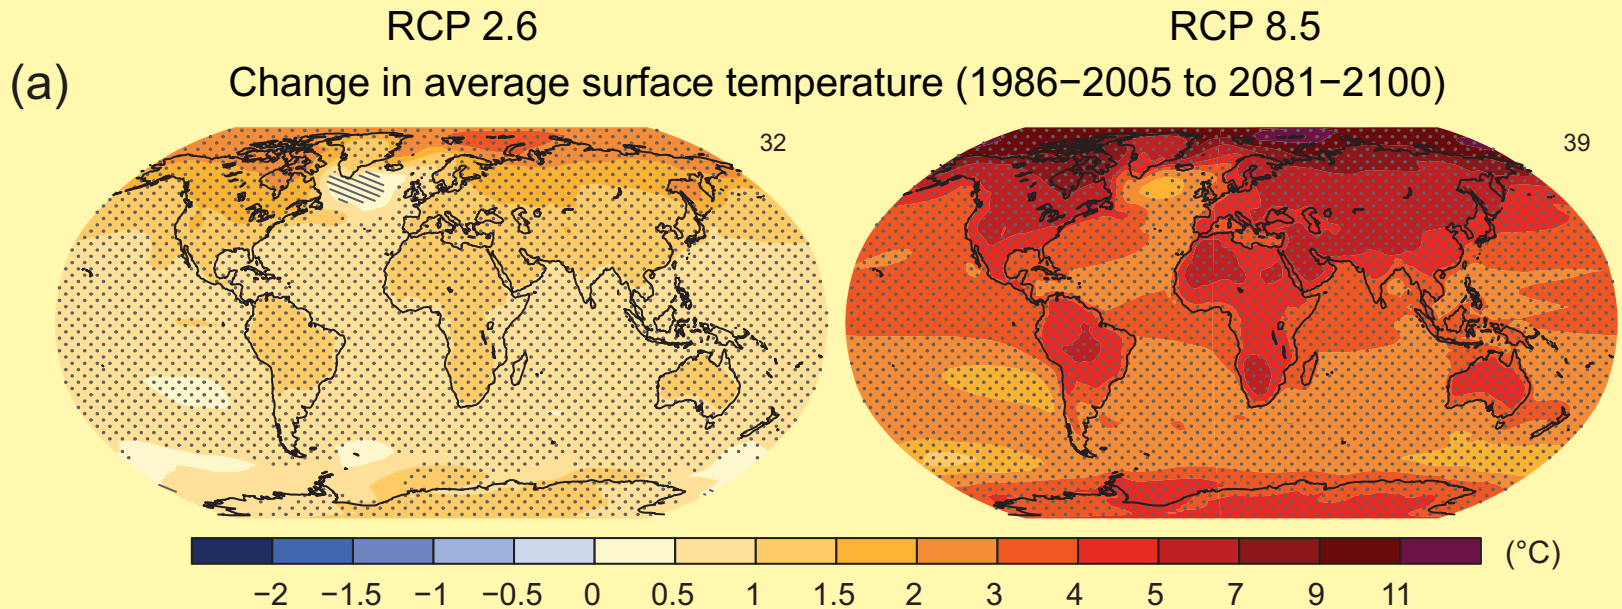 RCP 2.6 RCP 8.5
(a) Change in average surface temperature (1986−2005 to 2081−2100)
32 39
(°C)
−2 −1.5 −1 −0.5 0 0.5 1 1.5 2 3 4 5 7 9 11